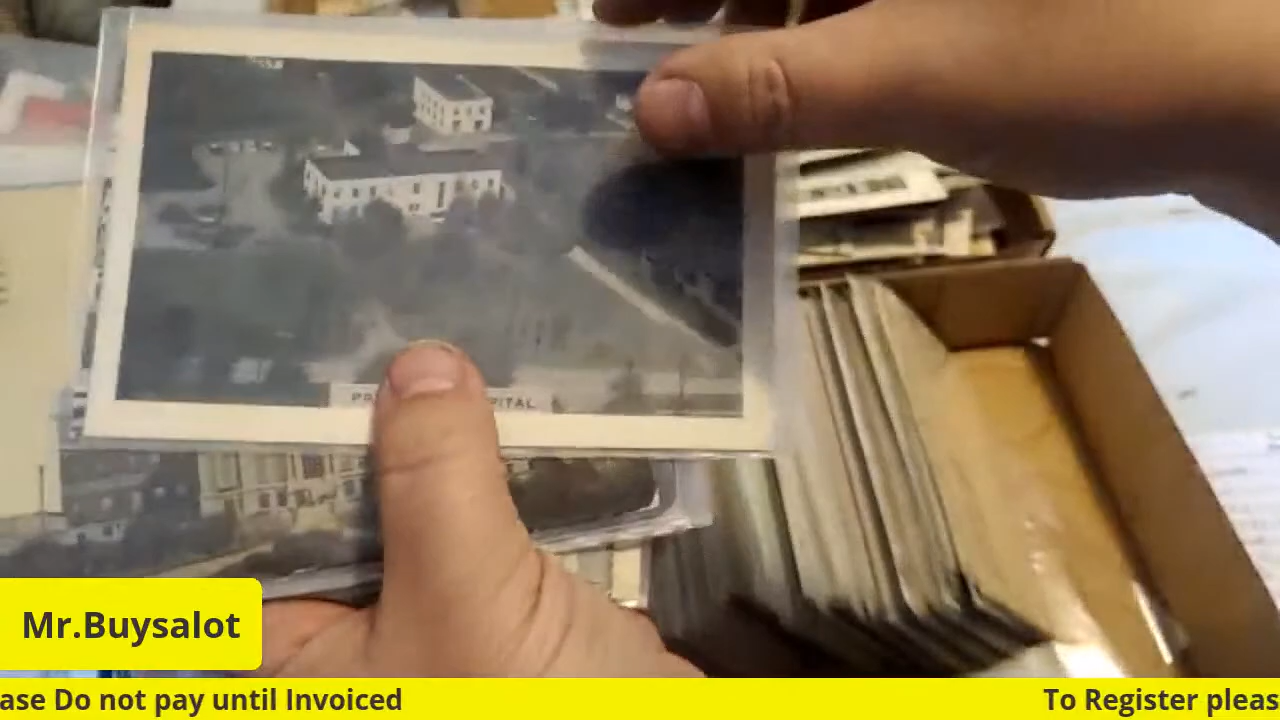 Mr.Buysalot
ase Do not pay until Invoiced
To Register pleas